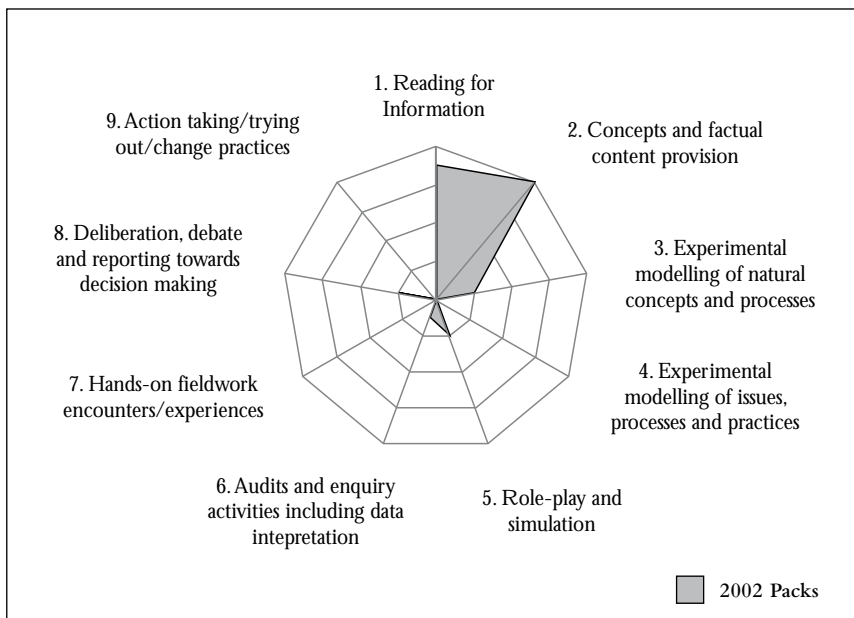 1. Reading for
Information
2. Concepts and factual
content provision
3. Experimental
modelling of natural
concepts and processes
4. Experimental
modelling of issues,
processes and practices
5. Role-play and
simulation
6. Audits and enquiry
activities including data
intepretation
7. Hands-on fieldwork
encounters/experiences
8. Deliberation, debate
and reporting towards
decision making
9. Action taking/trying
out/change practices
2002 Packs